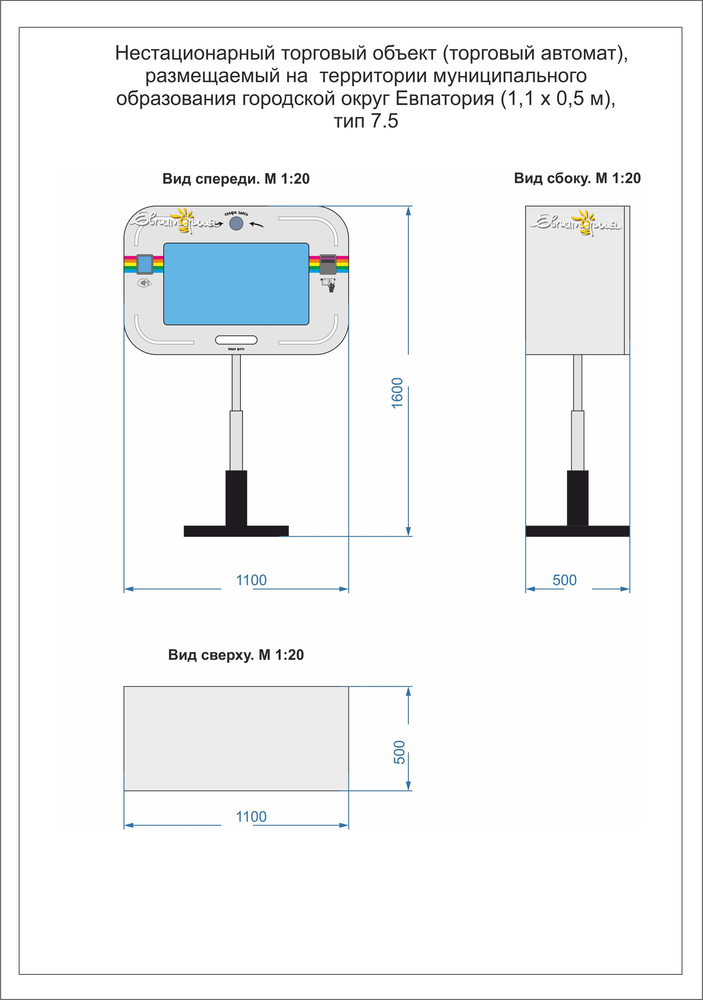 Нестационарный торговый объект (торговый автомат),
размещаемый на территории муниципального
образования городской округ Евпатория (1,1 х 0,5 м),
тип 7.5
Вид спереди. М 1:20
Вид сбоку. М 1:20
Евпатория
селфи здесь
Евпатория
ваше фото
1600
1100
500
Вид сверху. М 1:20
500
1100